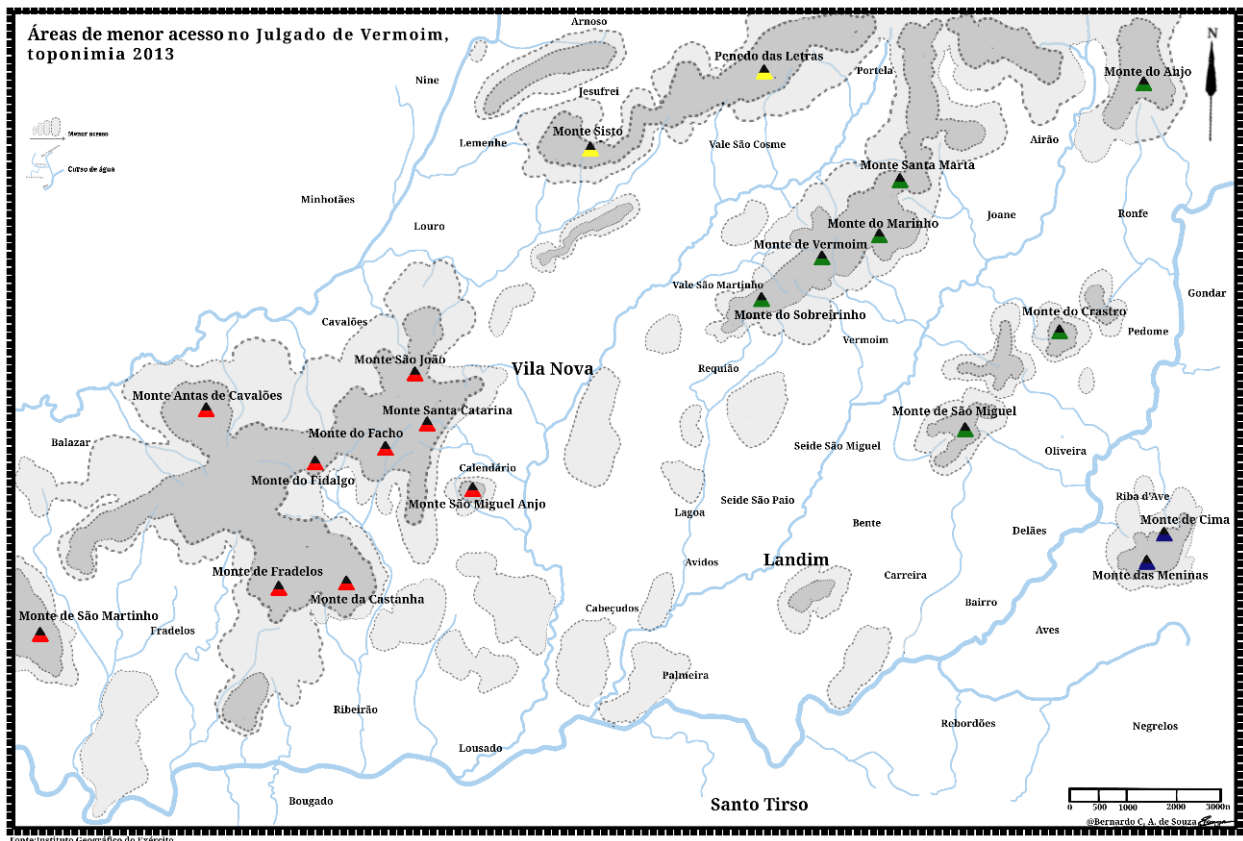 Áreas de menor acesso no Julgado de Vermoim,
toponimia 2013
Arnoso
N
Penedo das Letras
Portela
Monte do Anjo
Nine
Jesufrei
Menor acesso
Monte Sisto
Lemenhe
Vale São Cosme
Airão
Curso de água
Monte Santa Marta
Minhotães
Joane
Ronfe
Louro
Monte do Marinho
Monte de Vermoim
Vale São Martinho
Gondar
Monte do Sobreirinho
Monte do Crastro
Cavalões
Pedome
Vermoim
Monte São João
Vila Nova
Requião
Monte Antas de Cavalões
Monte Santa Catarina
Monte de São Miguel
Monte do Facho
Balazar
Seide São Miguel
Oliveira
Calendário
Monte do Fidalgo
Monte São Miguel Anjo
Seide São Paio
Riba d'Ave
Lagoa
Monte de Cima
Bente
Delães
Landim
Avidos
Monte de Fradelos
Carreira
Monte das Meninas
Monte da Castanha
Bairro
Cabeçudos
Monte de São Martinho
Fradelos
Aves
Palmeira
Ribeirão
Rebordões
Negrelos
Lousado
Bougado
Santo Tirso
0 500 1000 2000 3000m
@Bernardo C. A. de Souza
Fonte:Instituto Geográfico do Exército